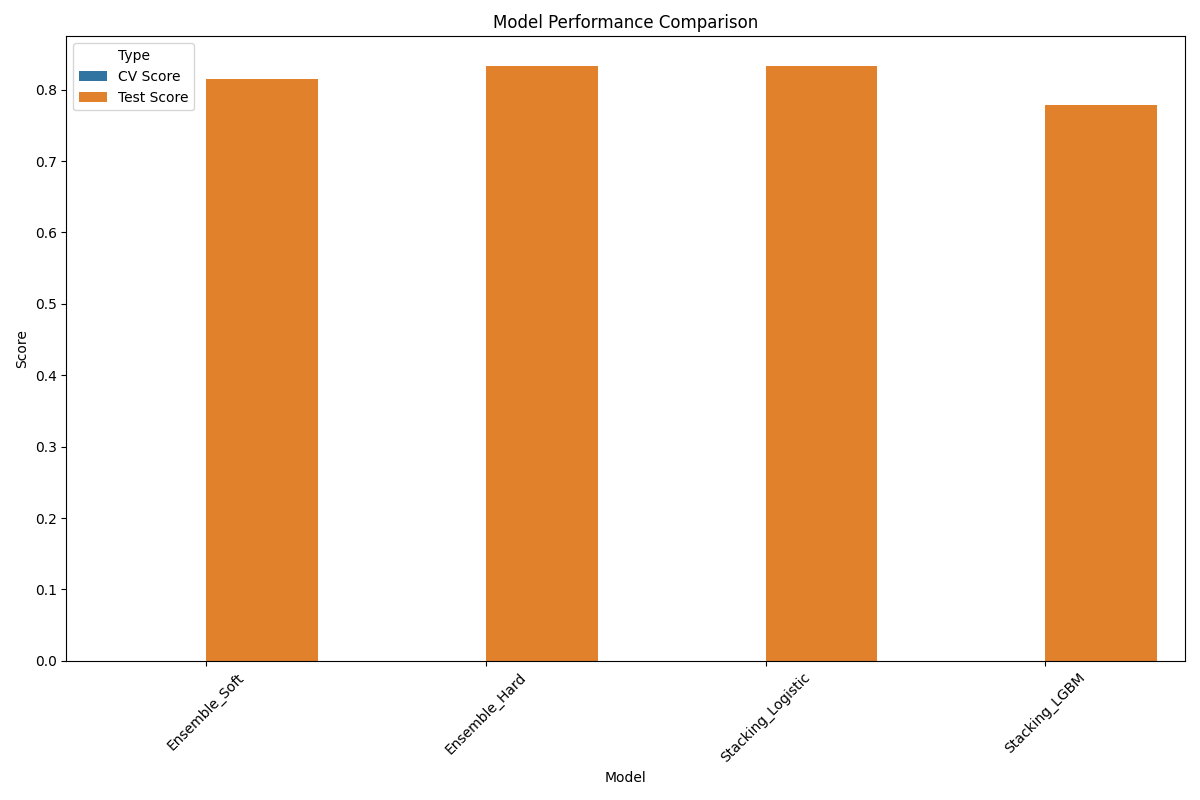 Model Performance Comparison
Type
CV Score
Test Score
0.8
0.7
0.6
0.5
0.4
0.3
0.2
0.1
0.0
Score
Ensemble_Soft
Ensemble_Hard
Stacking_Logistic
Stacking_LGBM
Model